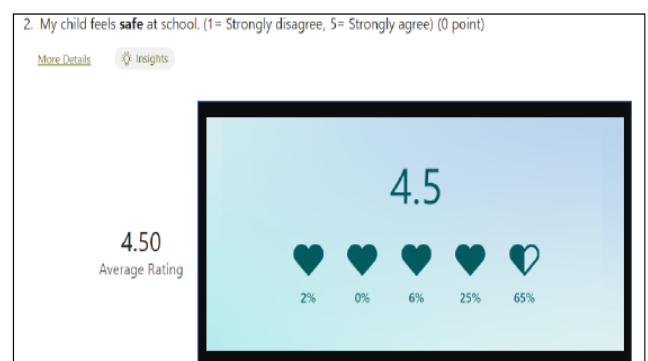 2. My child feels safe at school. (1= Strongly disagree, 5= Strongly agree) (0 point)
More Details
Insights
4.5
4.50
Average Rating
2% 0% 6% 25% 65%